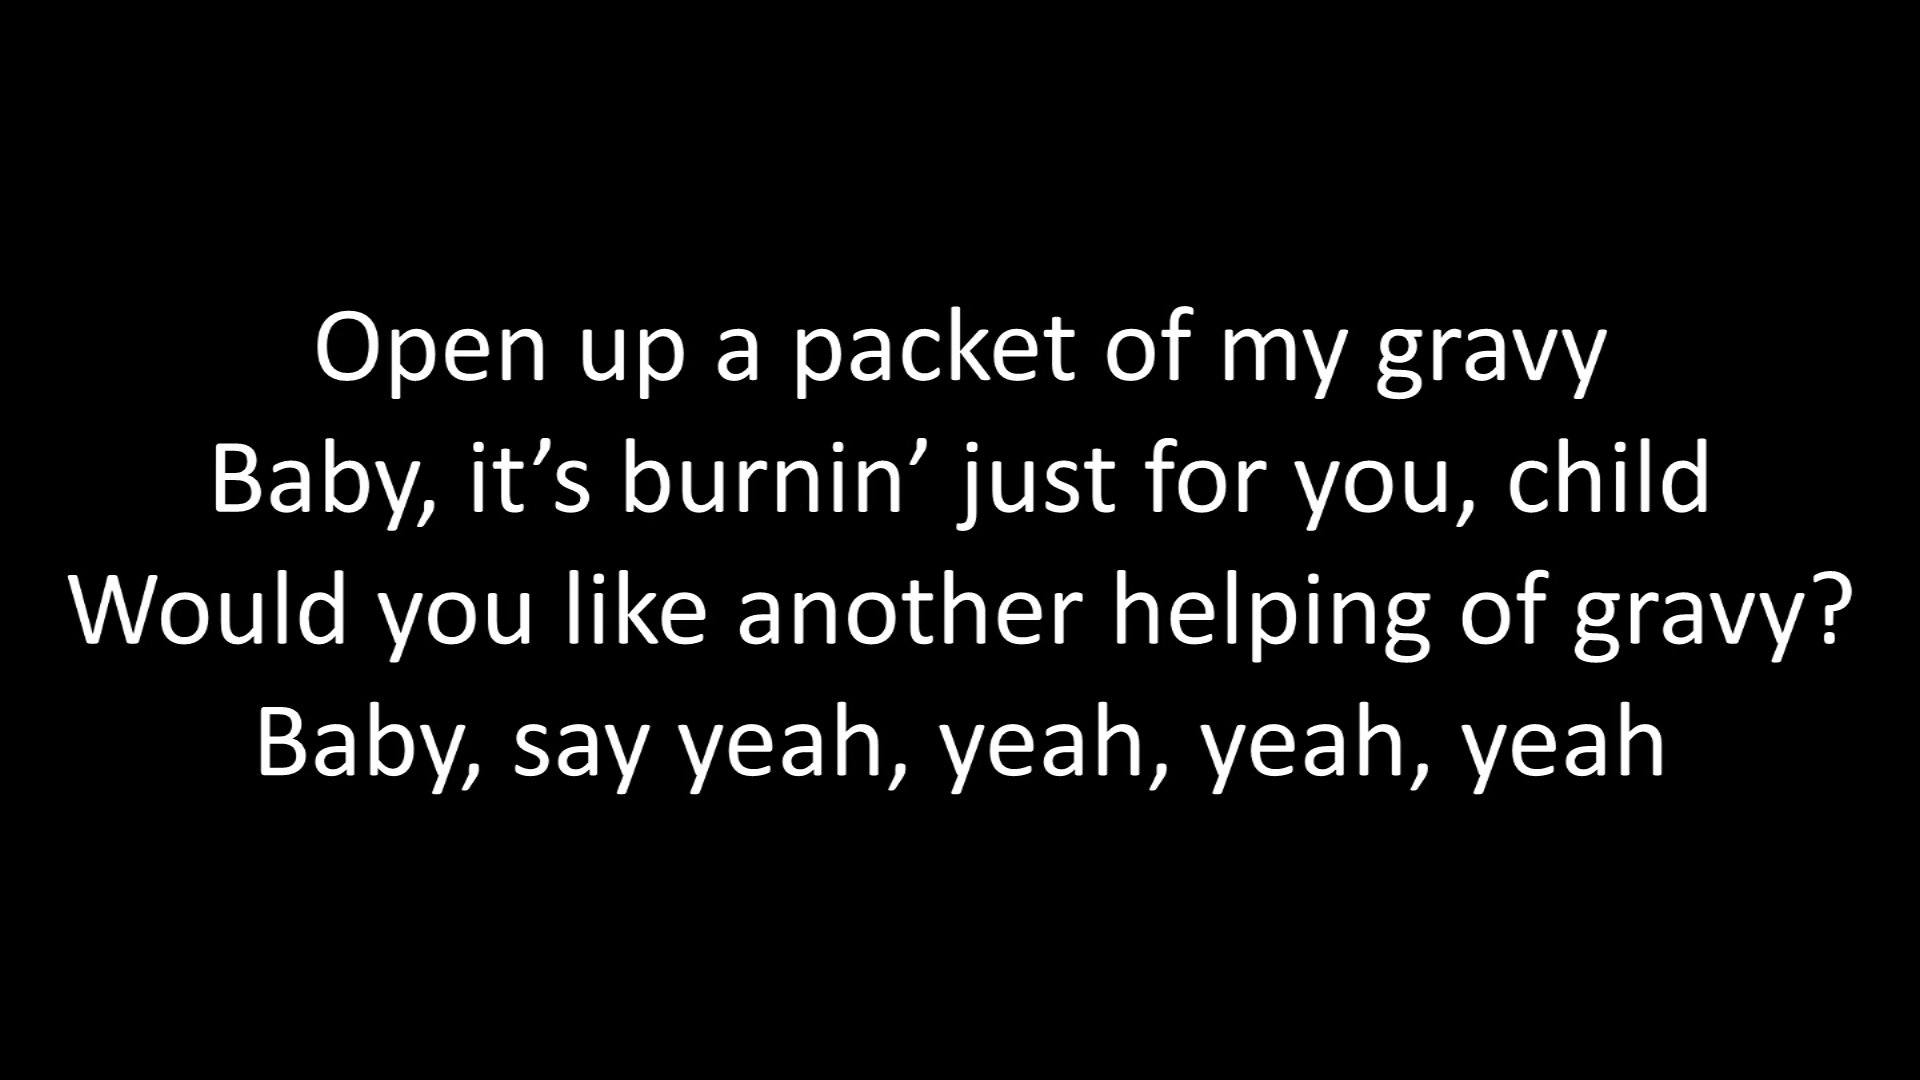 Open up a packet of my gravy
Baby, it’s burnin’ just for you, child
Would you like another helping of gravy?
Baby, say yeah, yeah, yeah, yeah